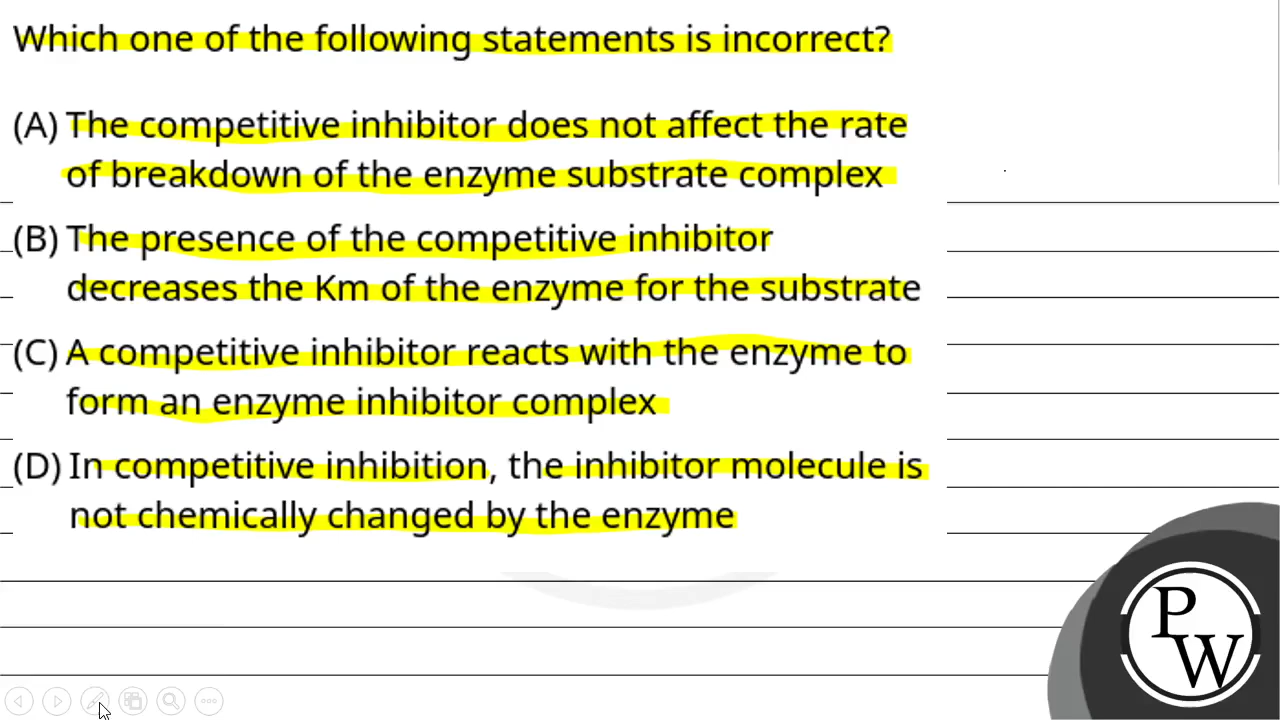 Which one of the following statements is incorrect?
(A) The competitive inhibitor does not affect the rate
of breakdown of the enzyme substrate complex
(B) The presence of the competitive inhibitor
decreases the Km of the enzyme for the substrate
(C) A competitive inhibitor reacts with the enzyme to
form an enzyme inhibitor complex
(D) In competitive inhibition, the inhibitor molecule is
not chemically changed by the enzyme
P
W